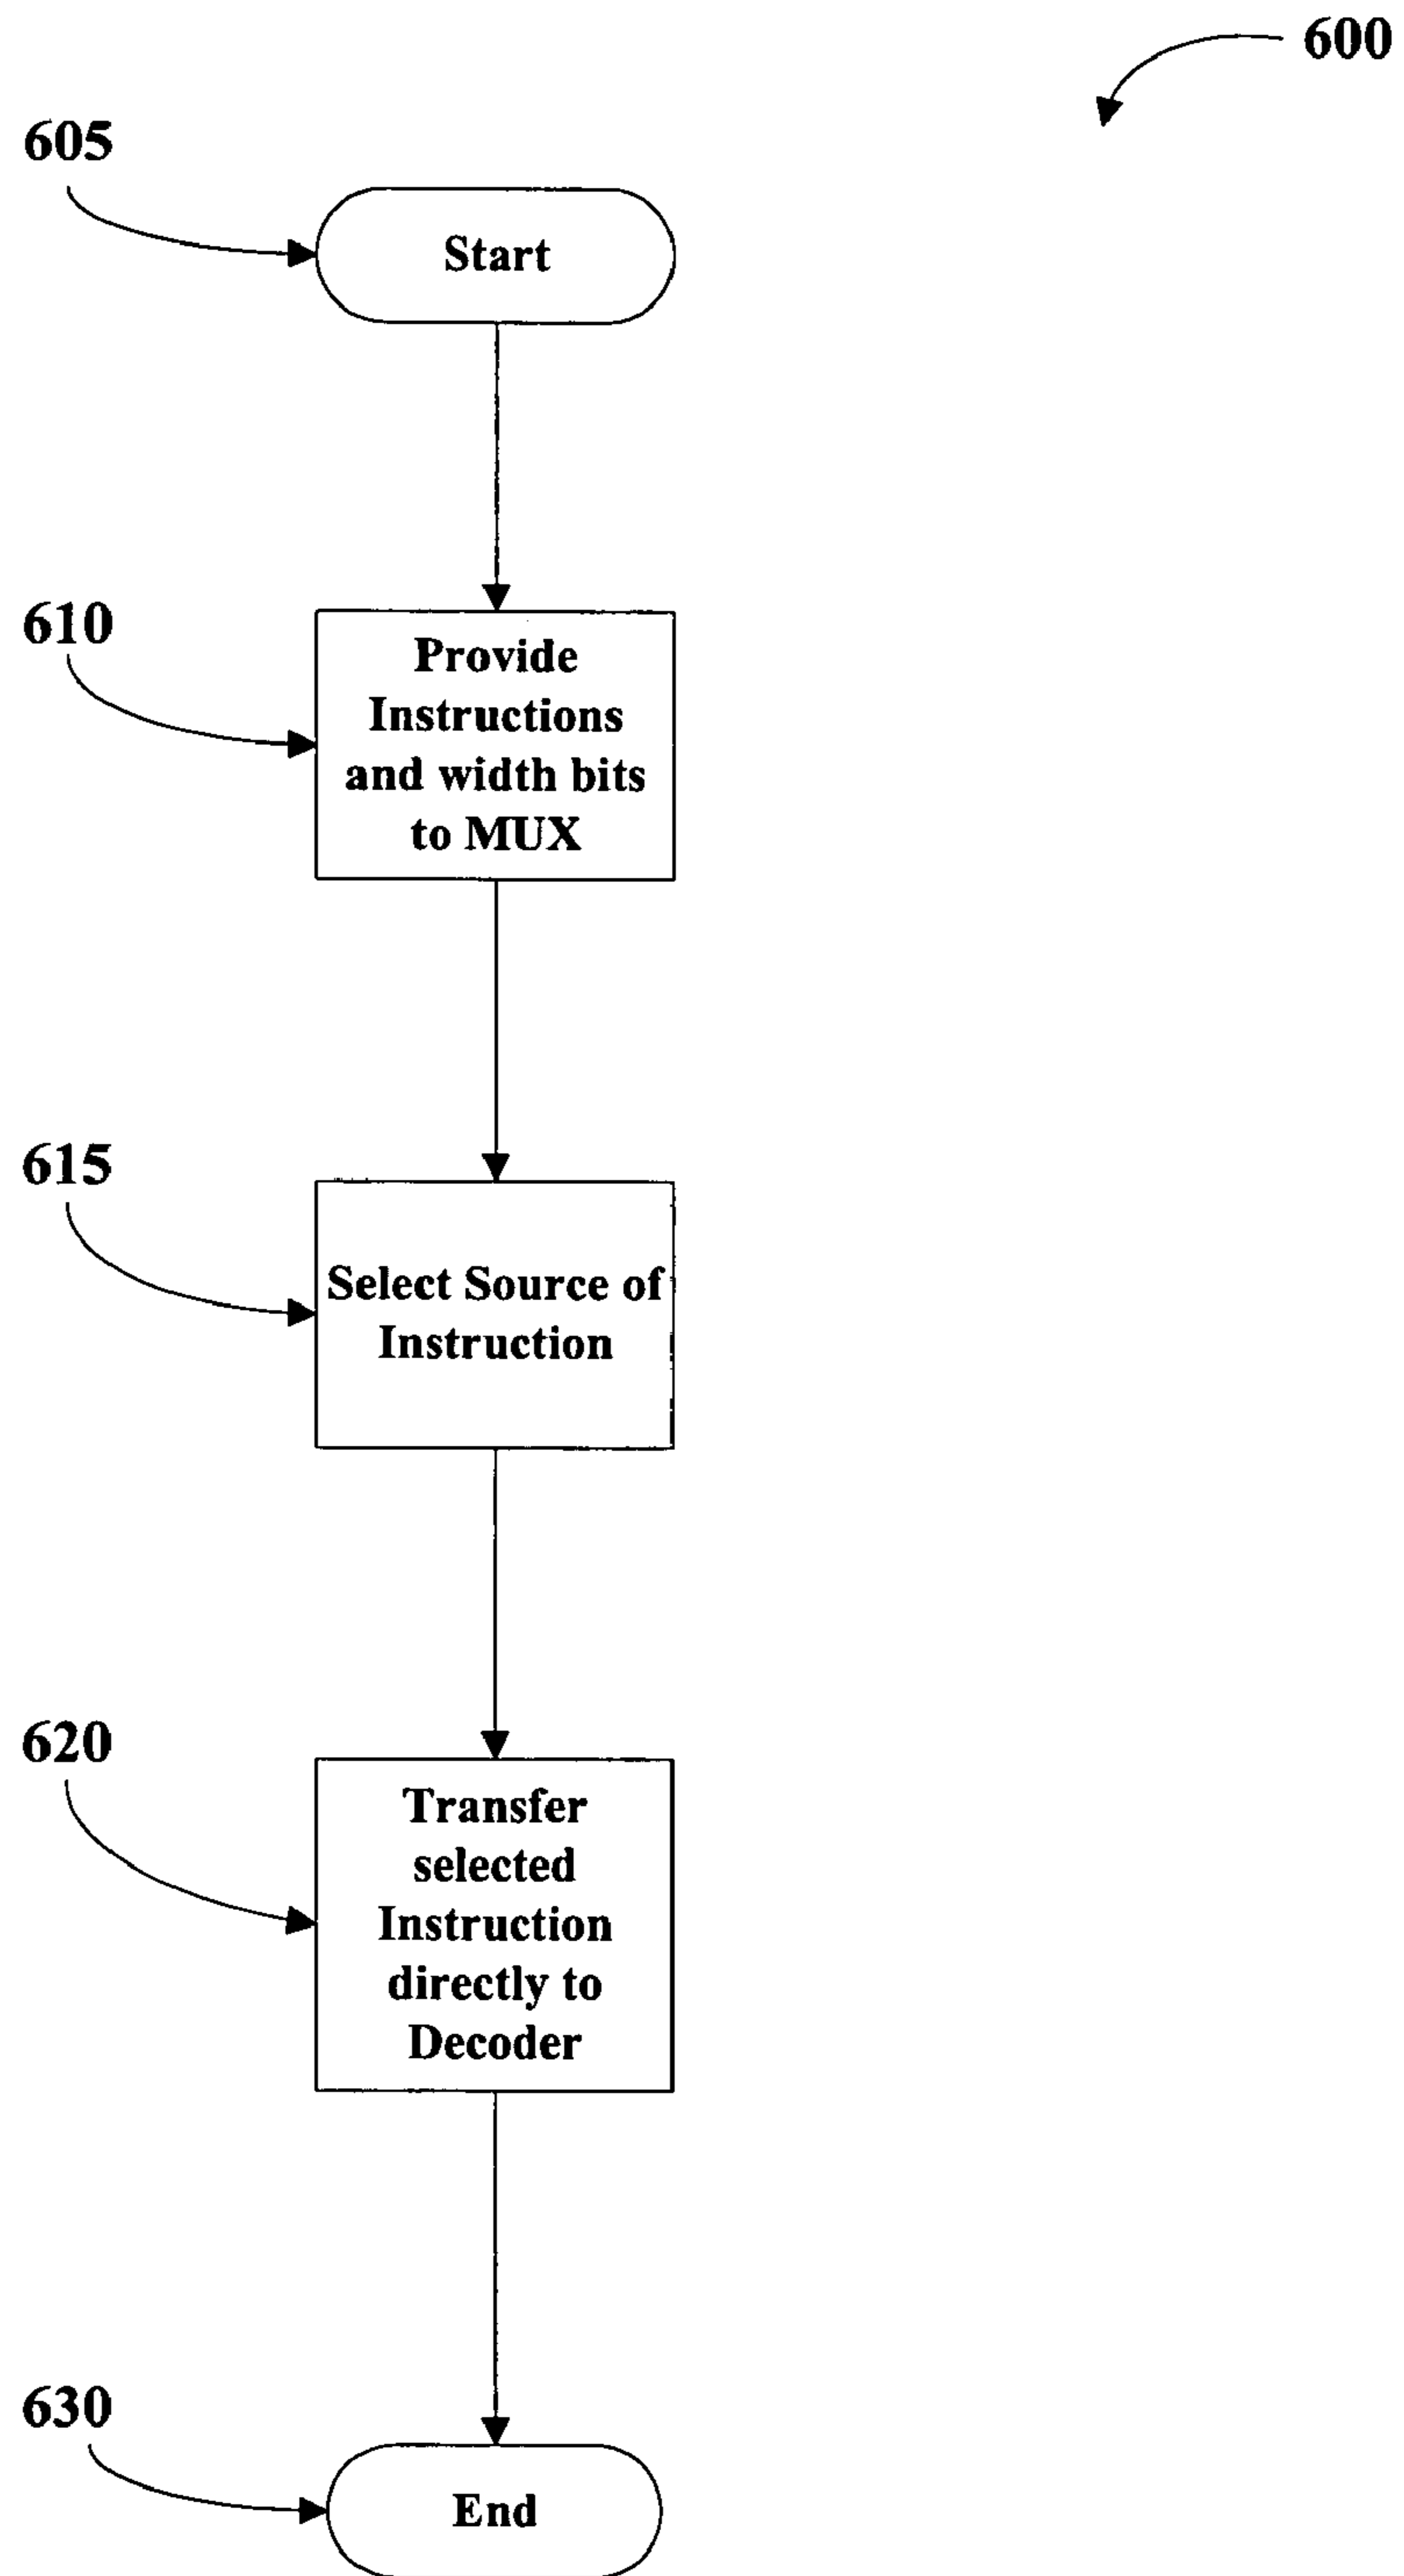 600
605
Start
610
Provide
Instructions
and width bits
to MUX
615
Select Source of
Instruction
620
Transfer
selected
Instruction
directly to
Decoder
630
End